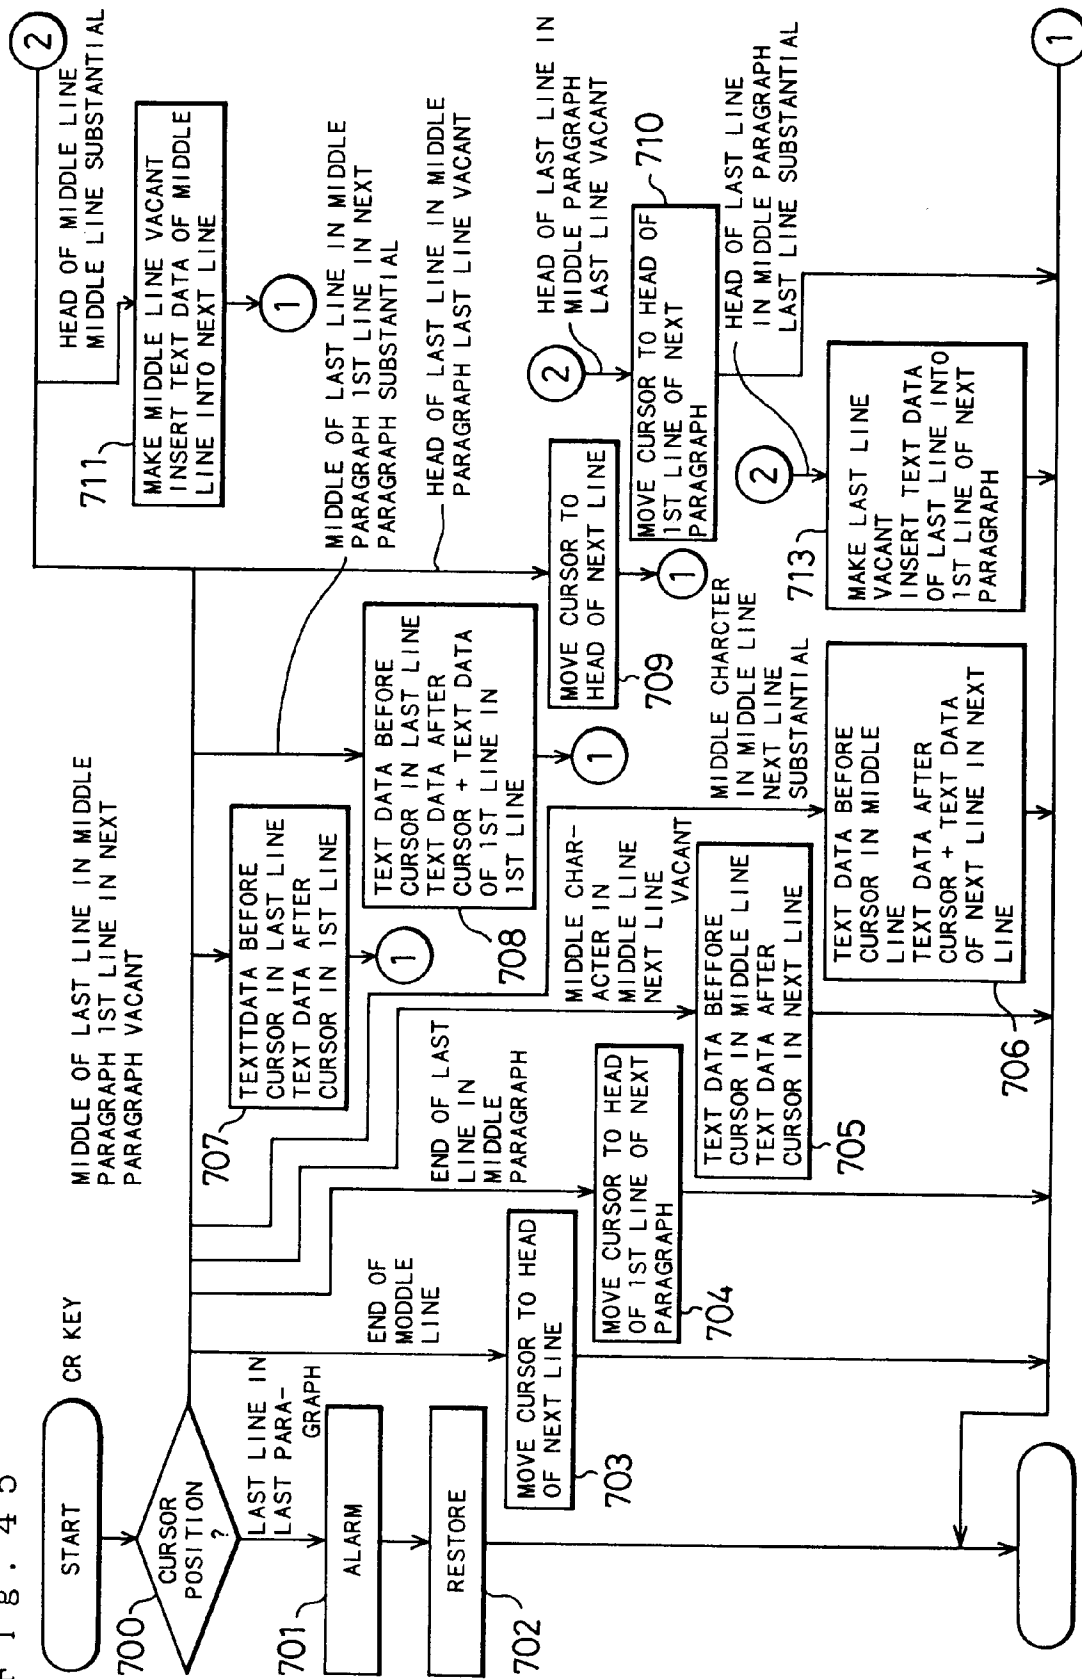 Fig. 45
START
CR KEY
700
CURSOR
POSITION
?
LAST LINE IN
LAST PARA-
GRAPH
701
ALARM
702
RESTORE
END OF
MODDLE
LINE
MOVE CURSOR TO HEAD
OF NEXT LINE
703
END OF LAST
LINE IN
MIDDLE
PARAGRAPH
MOVE CURSOR TO HEAD
OF 1ST LINE OF NEXT
PARAGRAPH
704
MIDDLE CHAR-
ACTER IN
MIDDLE LINE
NEXT LINE
VACANT
TEXT DATA BEFFORE
CURSOR IN MIDDLE LINE
TEXT DATA AFTER
CURSOR IN NEXT LINE
705
MIDDLE CHARCTER
IN MIDDLE LINE
NEXT LINE
SUBSTANTIAL
TEXT DATA BEFORE
CURSOR IN MIDDLE
LINE
TEXT DATA AFTER
CURSOR + TEXT DATA
OF NEXT LINE IN NEXT
LINE
706
MIDDLE OF LAST LINE IN MIDDLE
PARAGRAPH 1ST LINE IN NEXT
PARAGRAPH VACANT
707
TEXTTDATA BEFORE
CURSOR IN LAST LINE
TEXT DATA AFTER
CURSOR IN 1ST LINE
1
MIDDLE OF LAST LINE IN MIDDLE
PARAGRAPH 1ST LINE IN NEXT
PARAGRAPH SUBSTANTIAL
TEXT DATA BEFORE
CURSOR IN LAST LINE
TEXT DATA AFTER
CURSOR + TEXT DATA
OF 1ST LINE IN
1ST LINE
708
1
HEAD OF LAST LINE IN MIDDLE
PARAGRAPH LAST LINE VACANT
MOVE CURSOR TO
HEAD OF NEXT LINE
709
1
2
HEAD OF MIDDLE LINE
MIDDLE LINE SUBSTANTIAL
711
MAKE MIDDLE LINE VACANT
INSERT TEXT DATA OF MIDDLE
LINE INTO NEXT LINE
1
2
HEAD OF LAST LINE IN
MIDDLE PARAGRAPH
LAST LINE VACANT
710
MOVE CURSOR TO HEAD OF
1ST LINE OF NEXT
PARAGRAPH
2
HEAD OF LAST LINE
IN MIDDLE PARAGRAPH
LAST LINE SUBSTANTIAL
713
MAKE LAST LINE
VACANT
INSERT TEXT DATA
OF LAST LINE INTO
1ST LINE OF NEXT
PARAGRAPH
1